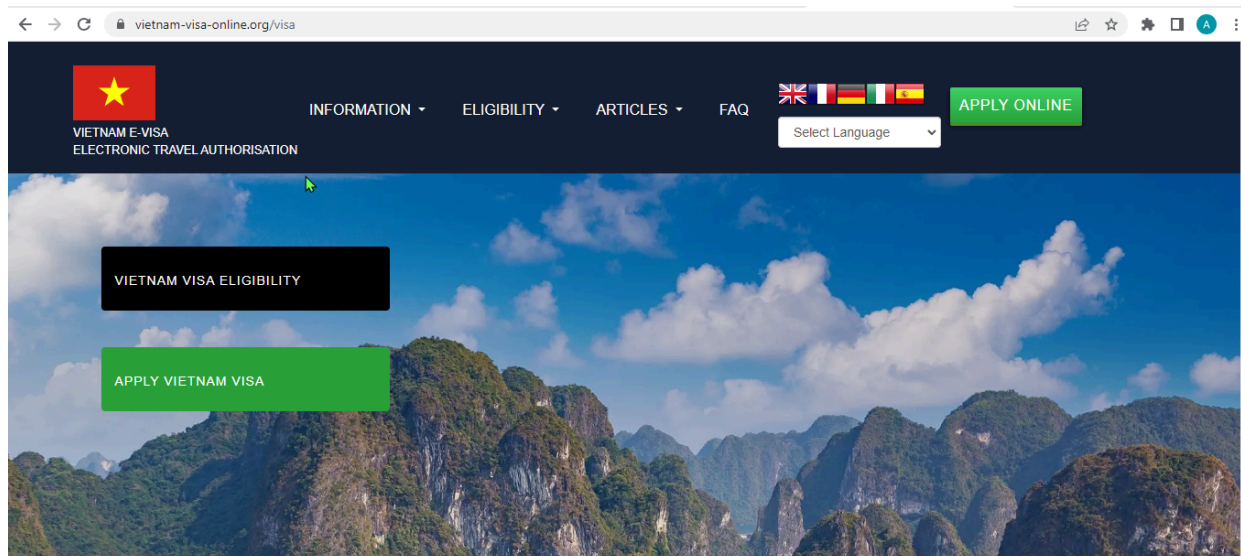 vietnam-visa-online.org/visa
A
VIETNAM E-VISA
ELECTRONIC TRAVEL AUTHORISATION
INFORMATION
ELIGIBILITY
ARTICLES
FAQ
Select Language
APPLY ONLINE
VIETNAM VISA ELIGIBILITY
APPLY VIETNAM VISA